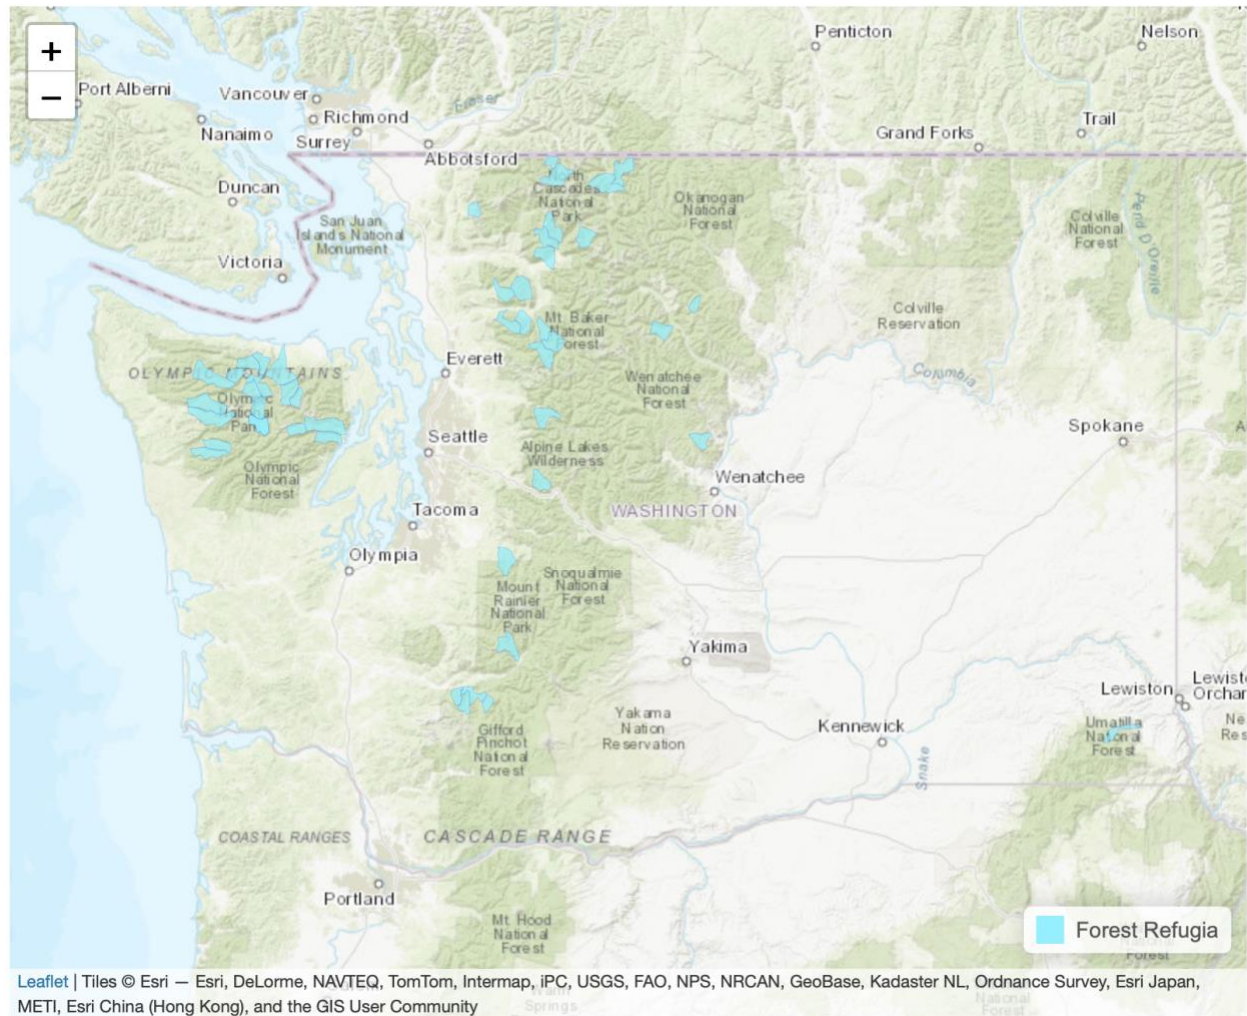 +
−
Penticton
Nelson
Port Alberni
Vancouver
Fraser
Richmond
Nanaimo
Surrey
Grand Forks
Trail
Abbotsford
North
Cascades
National
Park
Duncan
Okanogan
National
Forest
San Juan
Islands National
Monument
Colville
National
Forest
Pend D Oreille
Victoria
Mt. Baker
National
Forest
Colville
Reservation
Everett
OLYMPIC MOUNTAINS
Olympic
National
Park
Wenatchee
National
Forest
Columbia
Spokane
Seattle
Alpine Lakes
Wilderness
Olympic
National
Forest
Wenatchee
Tacoma
WASHINGTON
Olympia
Snoqualmie
National
Forest
Mount
Rainier
National
Park
Yakima
Lewiston
Yakama
Nation
Reservation
Kennewick
Umatilla
National
Forest
Gifford
Pinchot
National
Forest
Snake
COASTAL RANGES
CASCADE RANGE
Portland
Mt. Hood
National
Forest
Forest Refugia
Leaflet | Tiles © Esri — Esri, DeLorme, NAVTEQ, TomTom, Intermap, iPC, USGS, FAO, NPS, NRCAN, GeoBase, Kadaster NL, Ordnance Survey, Esri Japan,
METI, Esri China (Hong Kong), and the GIS User Community